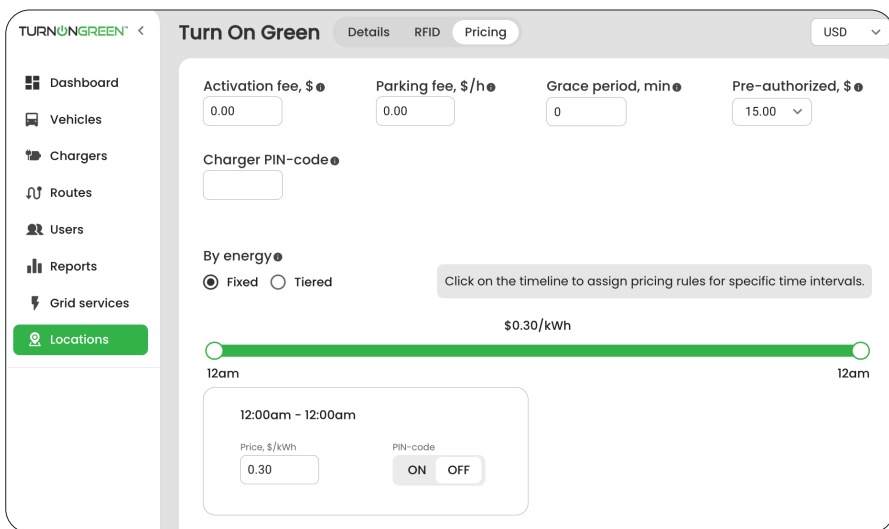 TURNONGREEN™
Turn On Green Details RFID Pricing USD
Dashboard
Vehicles
Chargers
Routes
Users
Reports
Grid services
Locations
Activation fee, $ Parking fee, $/h Grace period, min Pre-authorized, $
0.00 0.00 0 15.00
Charger PIN-code
By energy
Fixed Tiered Click on the timeline to assign pricing rules for specific time intervals.
$0.30/kWh
12am 12am
12:00am - 12:00am
Price, $/kWh PIN-code
0.30 ON OFF